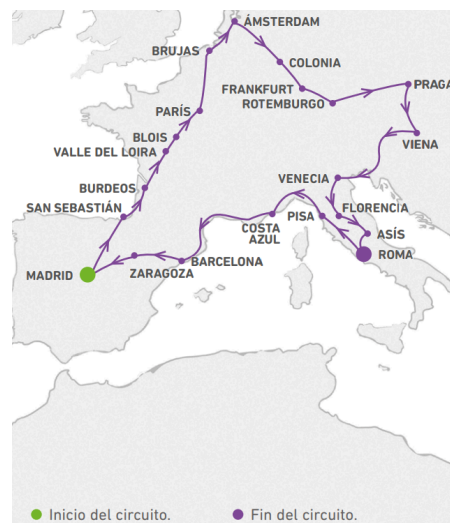 ÁMSTERDAM
BRUJAS
COLONIA
FRANKFURT
PRAGA
ROTEMBURGO
PARÍS
BLOIS
VIENA
VALLE DEL LOIRA
VENECIA
BURDEOS
SAN SEBASTIÁN
FLORENCIA
PISA
COSTA
AZUL
ASÍS
ROMA
BARCELONA
MADRID
ZARAGOZA
Inicio del circuito.
Fin del circuito.